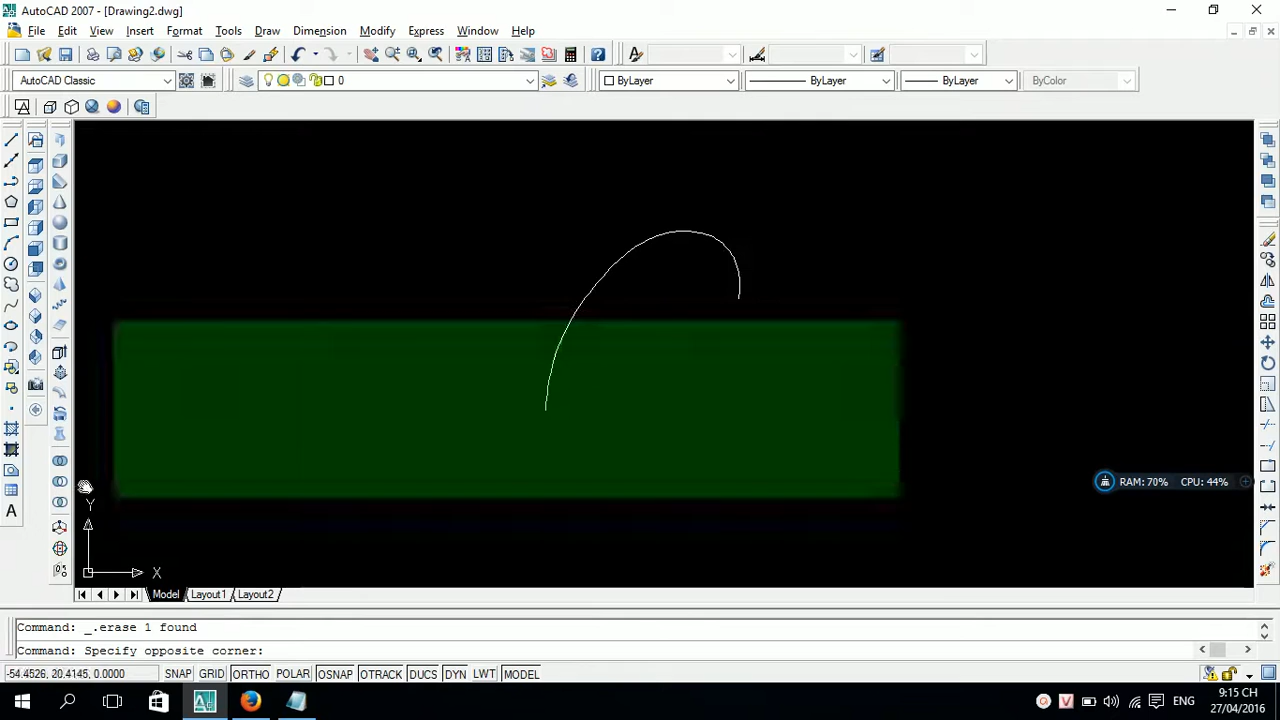 AutoCAD 2007 - [Drawing2.dwg]
File Edit View Insert Format Tools Draw Dimension Modify Express Window Help
AutoCAD Classic
0
ByLayer
ByLayer
ByLayer
ByColor
RAM: 70% CPU: 44%
Y
X
Model Layout1 Layout2
Command: _.erase 1 found
Command: Specify opposite corner:
-54.4526, 20.4145, 0.0000 SNAP GRID ORTHO POLAR OSNAP OTRACK DUCS DYN LWT MODEL
ENG
9:15 CH
27/04/2016